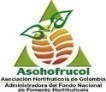 Asohofrucol
Asociación Hortifrutícola de Colombia
Administradora del Fondo Nacional
de Fomento Hortifrutícola